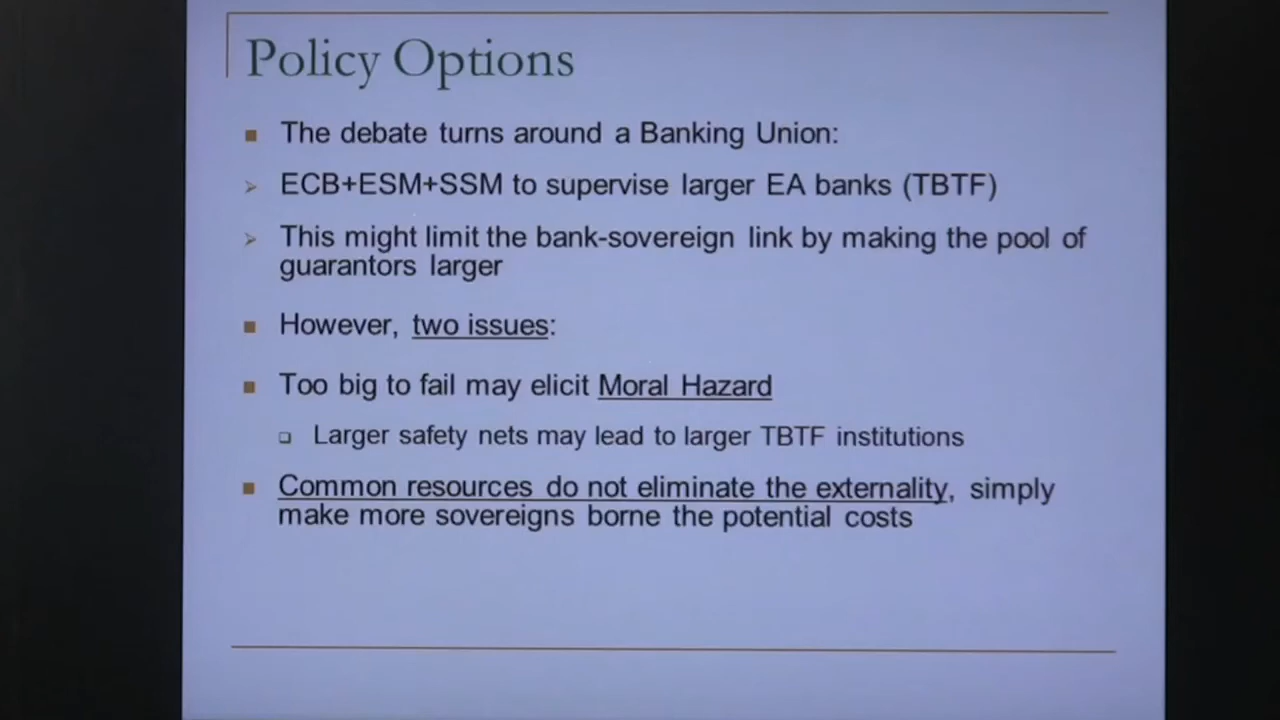 Policy Options
The debate turns around a Banking Union:
ECB+ESM+SSM to supervise larger EA banks (TBTF)
This might limit the bank-sovereign link by making the pool of
guarantors larger
However, two issues:
Too big to fail may elicit Moral Hazard
Larger safety nets may lead to larger TBTF institutions
Common resources do not eliminate the externality, simply
make more sovereigns borne the potential costs